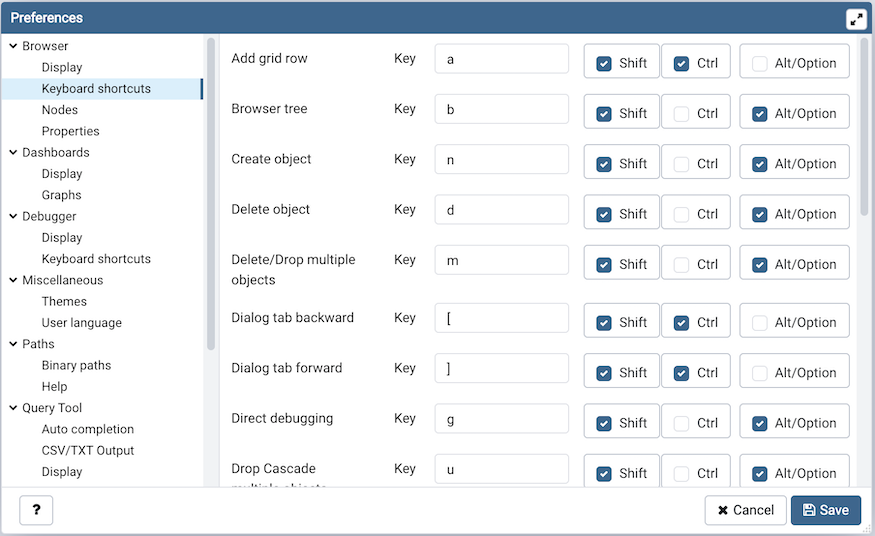 Preferences
Browser
Display
Keyboard shortcuts
Nodes
Properties
Dashboards
Display
Graphs
Debugger
Display
Keyboard shortcuts
Miscellaneous
Themes
User language
Paths
Binary paths
Help
Query Tool
Auto completion
CSV/TXT Output
Display
Add grid row Key a Shift Ctrl Alt/Option
Browser tree Key b Shift Ctrl Alt/Option
Create object Key n Shift Ctrl Alt/Option
Delete object Key d Shift Ctrl Alt/Option
Delete/Drop multiple Key m Shift Ctrl Alt/Option
objects
Dialog tab backward Key [ Shift Ctrl Alt/Option
Dialog tab forward Key ] Shift Ctrl Alt/Option
Direct debugging Key g Shift Ctrl Alt/Option
Drop Cascade Key u Shift Ctrl Alt/Option
multiple objects
? Cancel Save